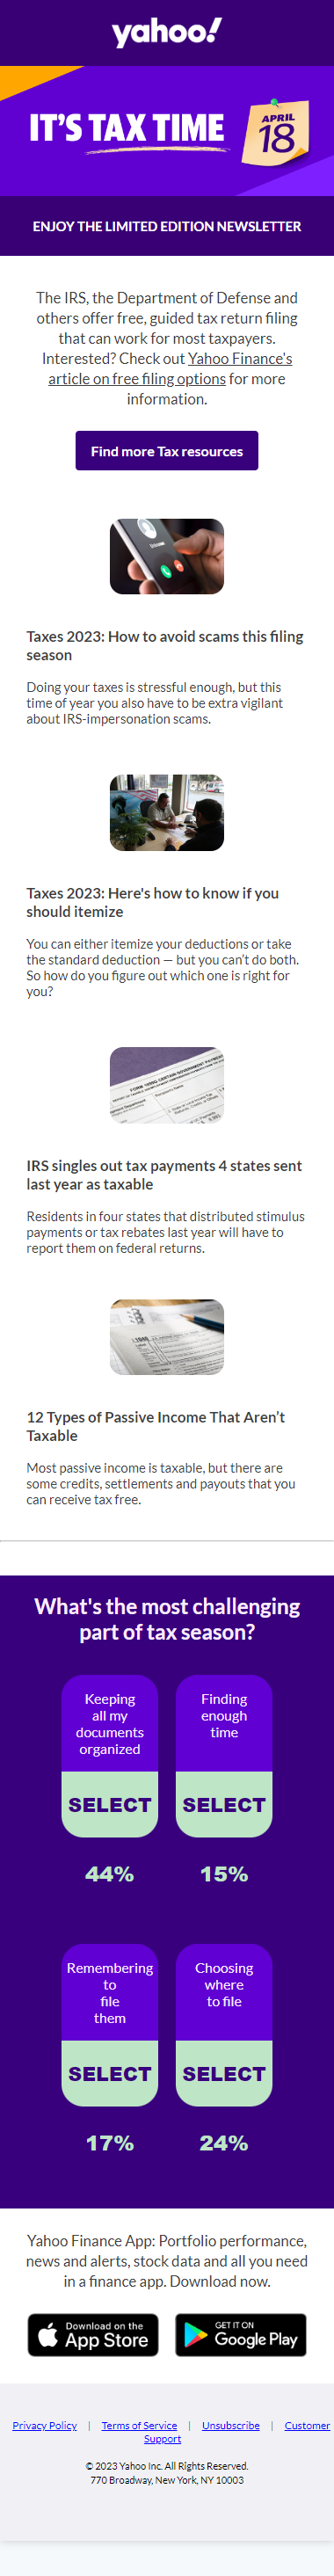 yahoo!
IT'S TAX TIME
APRIL
18
ENJOY THE LIMITED EDITION NEWSLETTER
The IRS, the Department of Defense and
others offer free, guided tax return filing
that can work for most taxpayers.
Interested? Check out Yahoo Finance's
article on free filing options for more
information.
Find more Tax resources
Taxes 2023: How to avoid scams this filing
season
Doing your taxes is stressful enough, but this
time of year you also have to be extra vigilant
about IRS-impersonation scams.
Taxes 2023: Here's how to know if you
should itemize
You can either itemize your deductions or take
the standard deduction — but you can't do both.
So how do you figure out which one is right for
you?
IRS singles out tax payments 4 states sent
last year as taxable
Residents in four states that distributed stimulus
payments or tax rebates last year will have to
report them on federal returns.
1040
12 Types of Passive Income That Aren't
Taxable
Most passive income is taxable, but there are
some credits, settlements and payouts that you
can receive tax free.
What's the most challenging
part of tax season?
Keeping
all my
documents
organized
SELECT
44%
Finding
enough
time
SELECT
15%
Remembering
to
file
them
SELECT
17%
Choosing
where
to file
SELECT
24%
Yahoo Finance App: Portfolio performance,
news and alerts, stock data and all you need
in a finance app. Download now.
Download on the
App Store
GET IT ON
Google Play
Privacy Policy | Terms of Service | Unsubscribe | Customer
Support
© 2023 Yahoo Inc. All Rights Reserved.
770 Broadway, New York, NY 10003